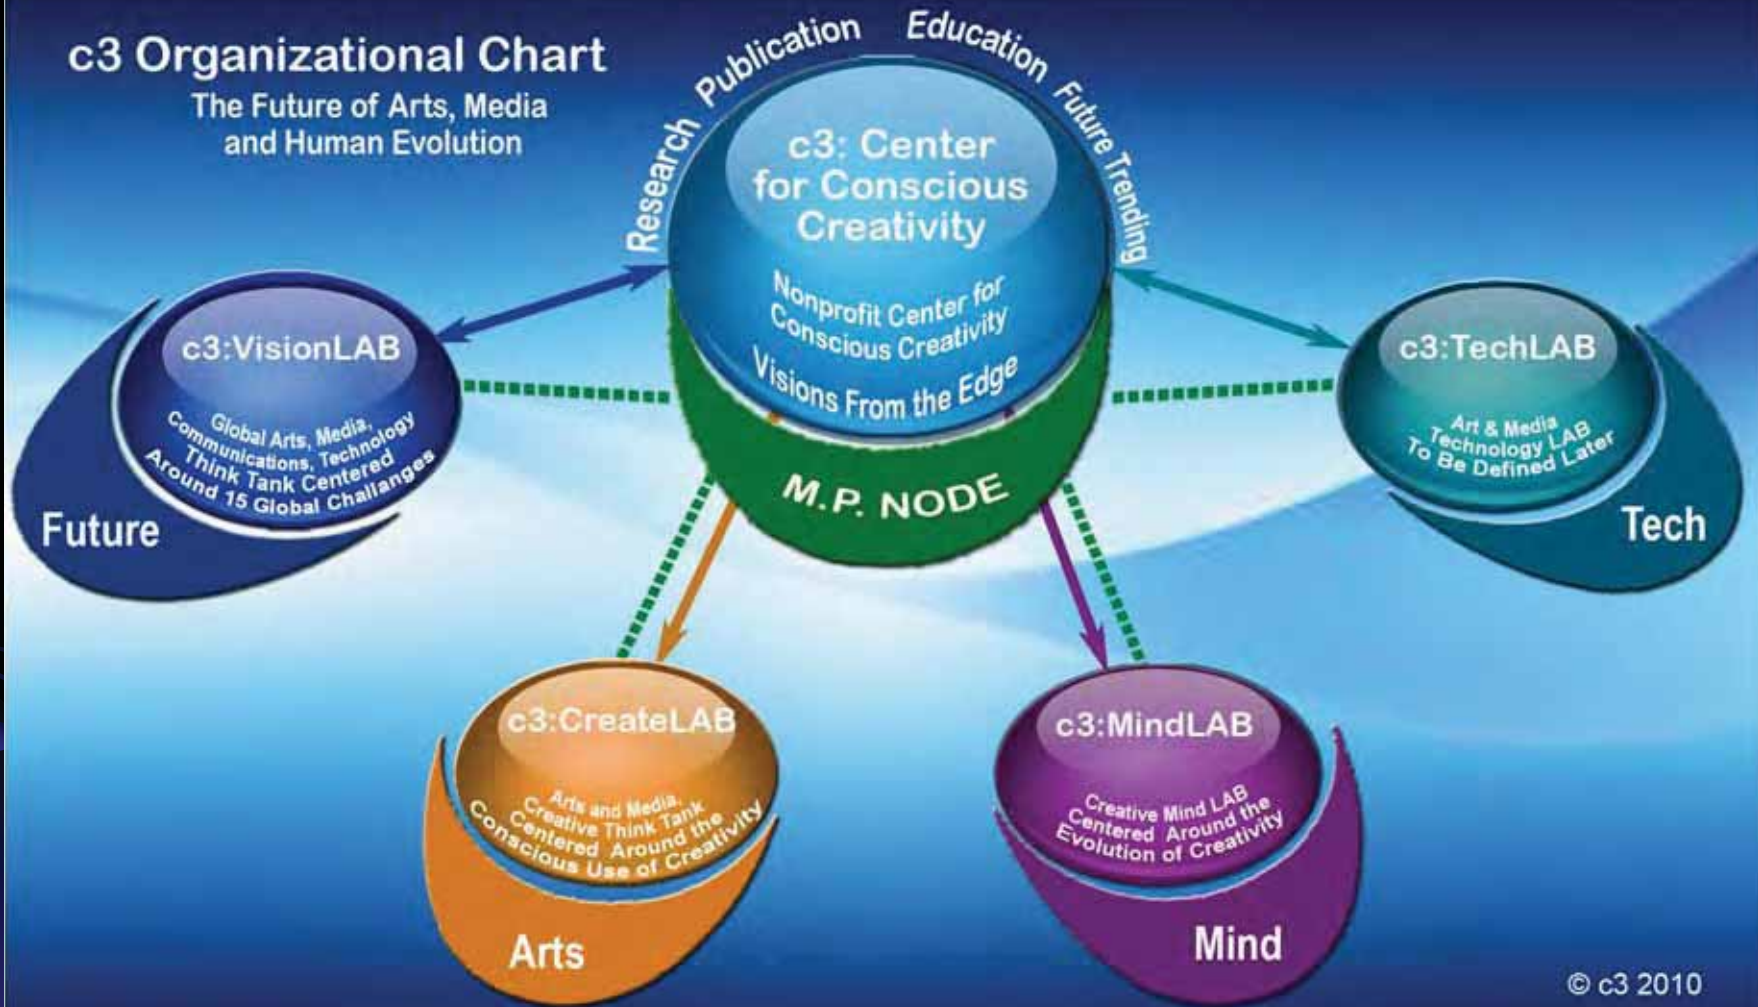 c3 Organizational Chart
The Future of Arts, Media
and Human Evolution
Research Publication Education Future Trending
c3: Center
for Conscious
Creativity
Nonprofit Center for
Conscious Creativity
Visions From the Edge
M.P. NODE
c3:VisionLAB
Global Arts, Media,
Communications, Technology
Think Tank Centered
Around 15 Global Challanges
Future
c3:TechLAB
Art & Media
Technology LAB
To Be Defined Later
Tech
c3:CreateLAB
Arts and Media,
Creative Think Tank
Centered Around the
Conscious Use of Creativity
Arts
c3:MindLAB
Creative Mind LAB
Centered Around the
Evolution of Creativity
Mind
© c3 2010